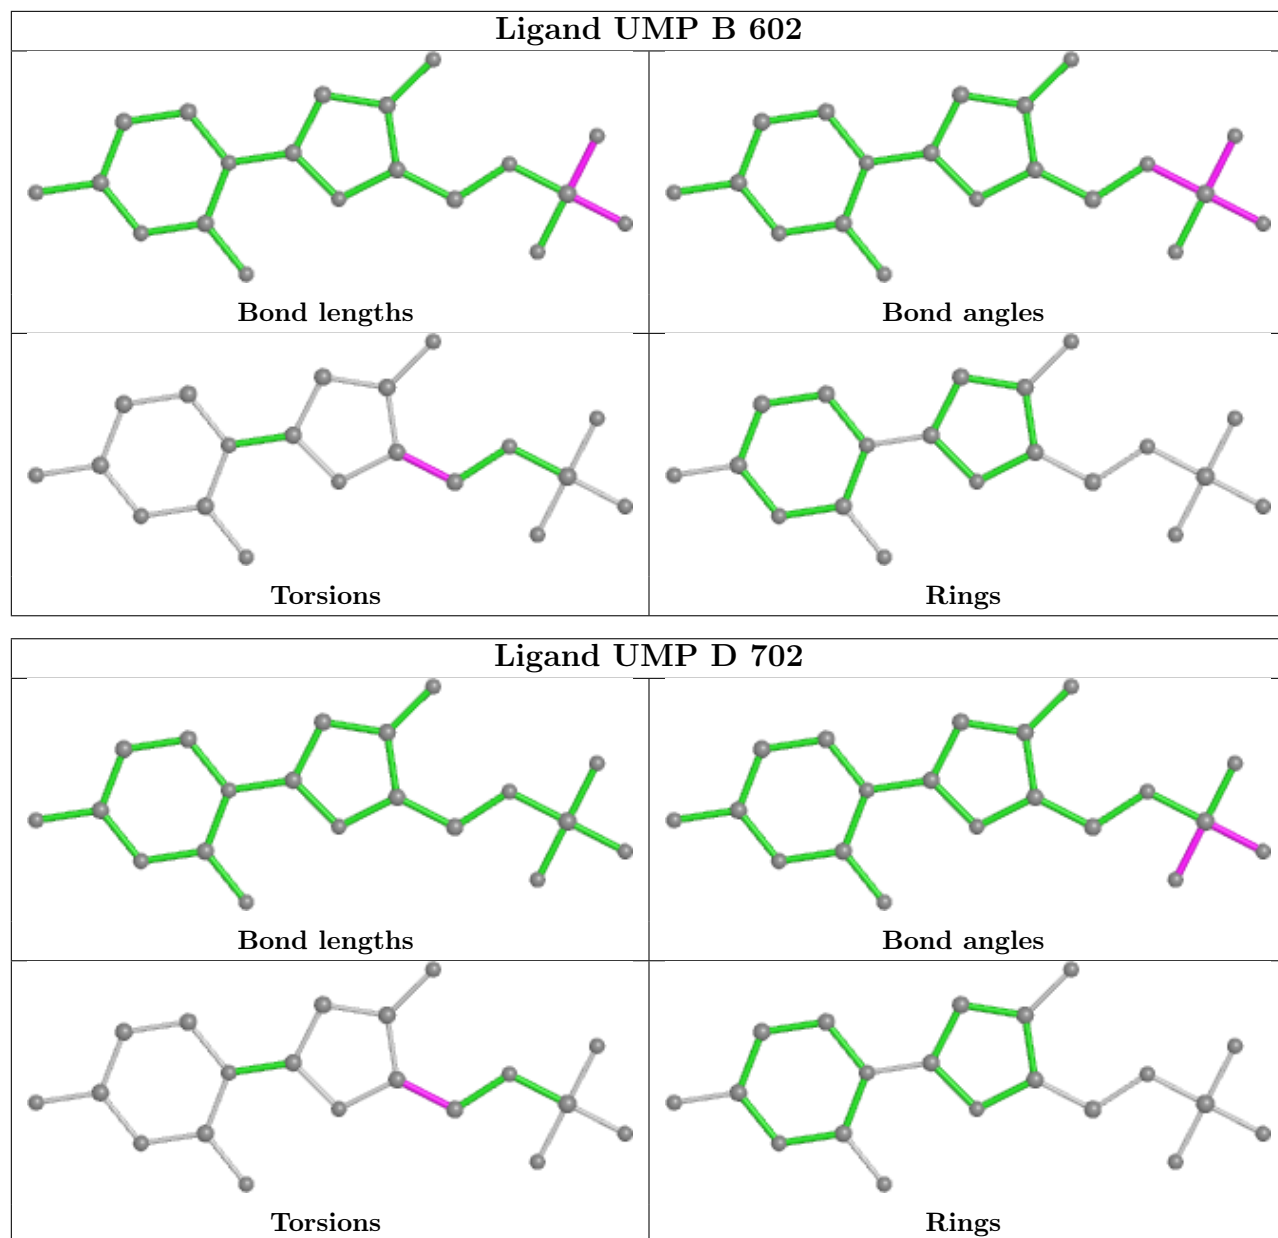 Ligand UMP B 602
Bond lengths
Bond angles
Torsions
Rings
Ligand UMP D 702
Bond lengths
Bond angles
Torsions
Rings